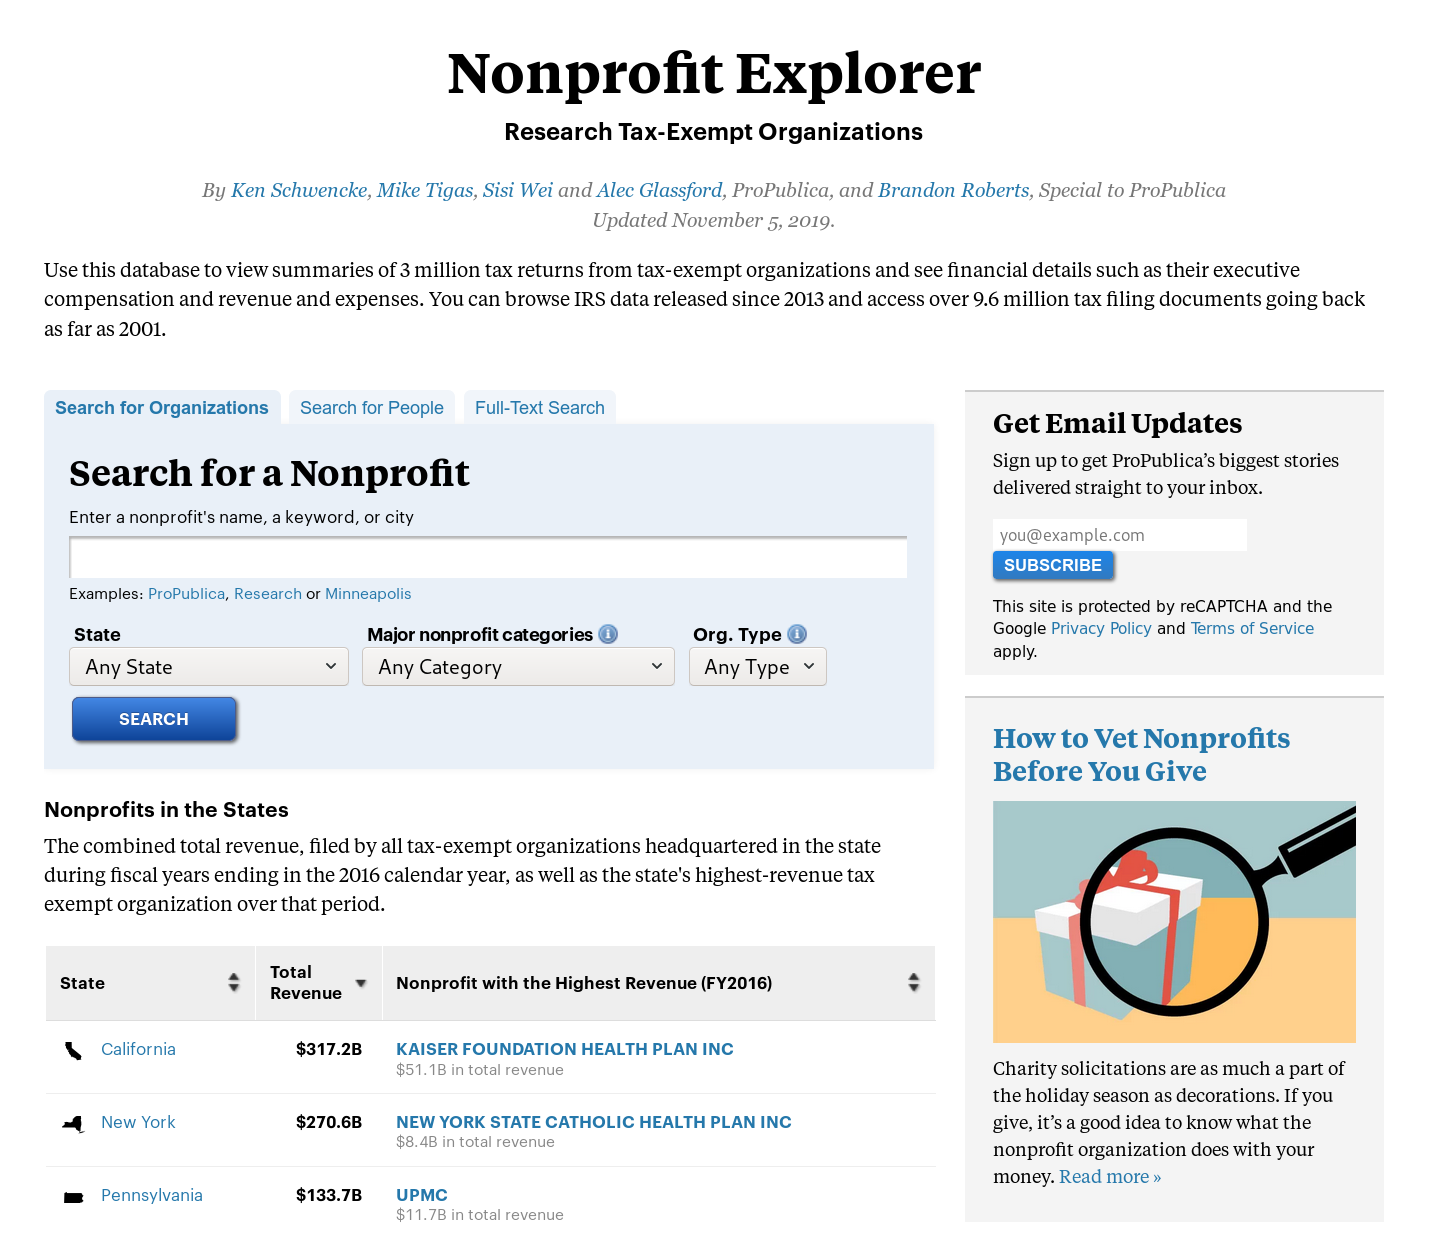 Nonprofit Explorer
Research Tax-Exempt Organizations
By Ken Schwencke, Mike Tigas, Sisi Wei and Alec Glassford, ProPublica, and Brandon Roberts, Special to ProPublica
Updated November 5, 2019.
Use this database to view summaries of 3 million tax returns from tax-exempt organizations and see financial details such as their executive
compensation and revenue and expenses. You can browse IRS data released since 2013 and access over 9.6 million tax filing documents going back
as far as 2001.
Search for Organizations
Search for People
Full-Text Search
Search for a Nonprofit
Enter a nonprofit's name, a keyword, or city
Examples: ProPublica, Research or Minneapolis
State
Major nonprofit categories
Org. Type
Any State
Any Category
Any Type
SEARCH
Nonprofits in the States
The combined total revenue, filed by all tax-exempt organizations headquartered in the state
during fiscal years ending in the 2016 calendar year, as well as the state's highest-revenue tax
exempt organization over that period.
State
Total
Revenue
Nonprofit with the Highest Revenue (FY2016)
California
$317.2B
KAISER FOUNDATION HEALTH PLAN INC
$51.1B in total revenue
New York
$270.6B
NEW YORK STATE CATHOLIC HEALTH PLAN INC
$8.4B in total revenue
Pennsylvania
$133.7B
UPMC
$11.7B in total revenue
Get Email Updates
Sign up to get ProPublica’s biggest stories
delivered straight to your inbox.
you@example.com
SUBSCRIBE
This site is protected by reCAPTCHA and the
Google Privacy Policy and Terms of Service
apply.
How to Vet Nonprofits
Before You Give
Charity solicitations are as much a part of
the holiday season as decorations. If you
give, it’s a good idea to know what the
nonprofit organization does with your
money. Read more »